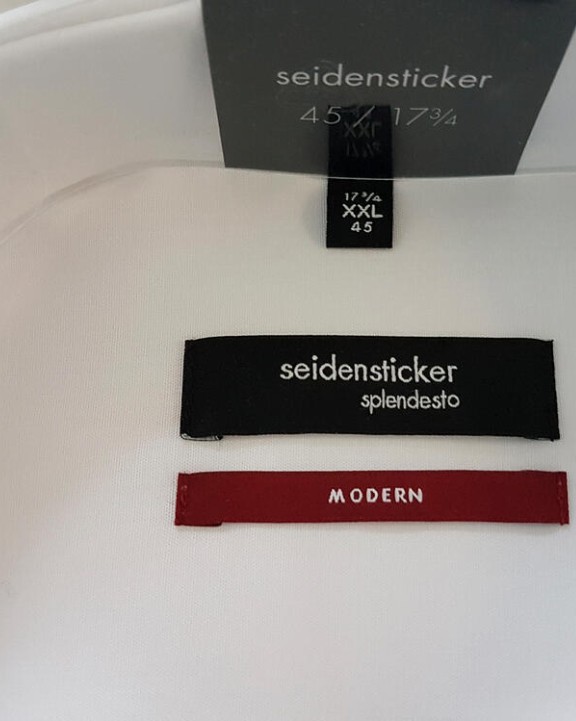 seidensticker
45 / 17¾
17¾
XXL
45
seidensticker
splendesto
MODERN